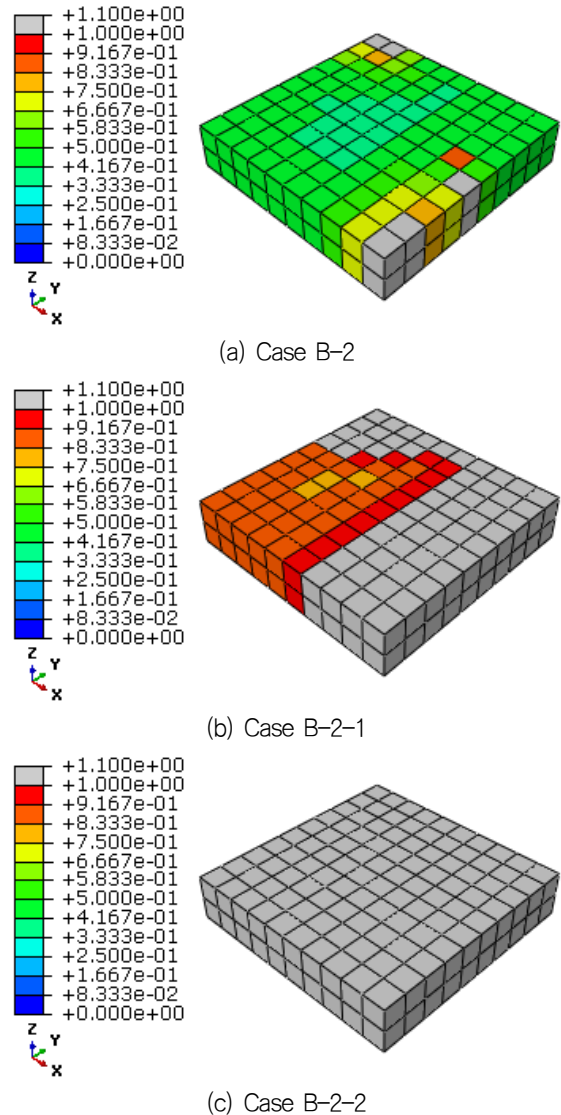 +1.100e+00
+1.000e+00
+9.167e-01
+8.333e-01
+7.500e-01
+6.667e-01
+5.833e-01
+5.000e-01
+4.167e-01
+3.333e-01
+2.500e-01
+1.667e-01
+8.333e-02
+0.000e+00
Z
Y
X
(a) Case B-2
+1.100e+00
+1.000e+00
+9.167e-01
+8.333e-01
+7.500e-01
+6.667e-01
+5.833e-01
+5.000e-01
+4.167e-01
+3.333e-01
+2.500e-01
+1.667e-01
+8.333e-02
+0.000e+00
Z
Y
X
(b) Case B-2-1
+1.100e+00
+1.000e+00
+9.167e-01
+8.333e-01
+7.500e-01
+6.667e-01
+5.833e-01
+5.000e-01
+4.167e-01
+3.333e-01
+2.500e-01
+1.667e-01
+8.333e-02
+0.000e+00
Z
Y
X
(c) Case B-2-2